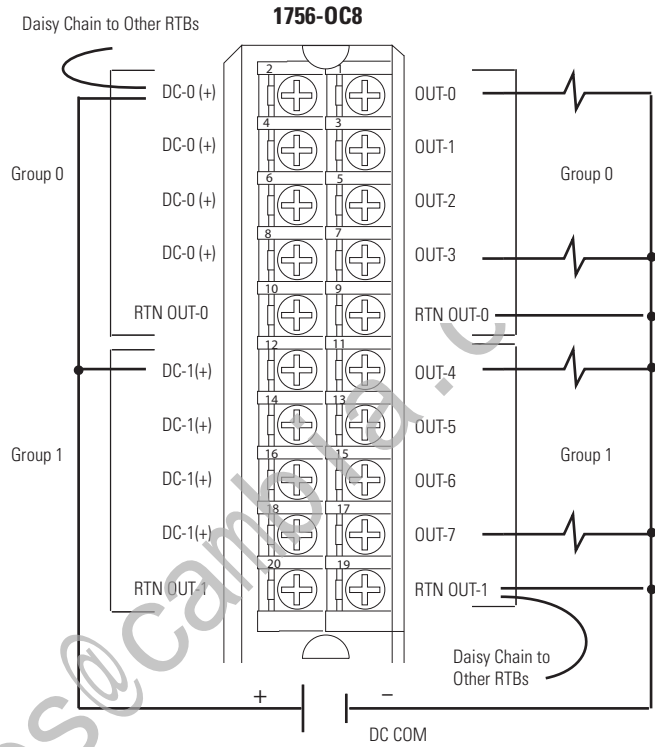 1756-OC8
Daisy Chain to Other RTBs
2 1
DC-0 (+) OUT-0
4 3
DC-0 (+) OUT-1
Group 0 Group 0
6 5
DC-0 (+) OUT-2
8 7
DC-0 (+) OUT-3
10 9
RTN OUT-0 RTN OUT-0
12 11
DC-1(+) OUT-4
14 13
DC-1(+) OUT-5
Group 1 Group 1
16 15
DC-1(+) OUT-6
18 17
DC-1(+) OUT-7
20 19
RTN OUT-1 RTN OUT-1
Daisy Chain to
Other RTBs
+ –
DC COM
es@cambia.c